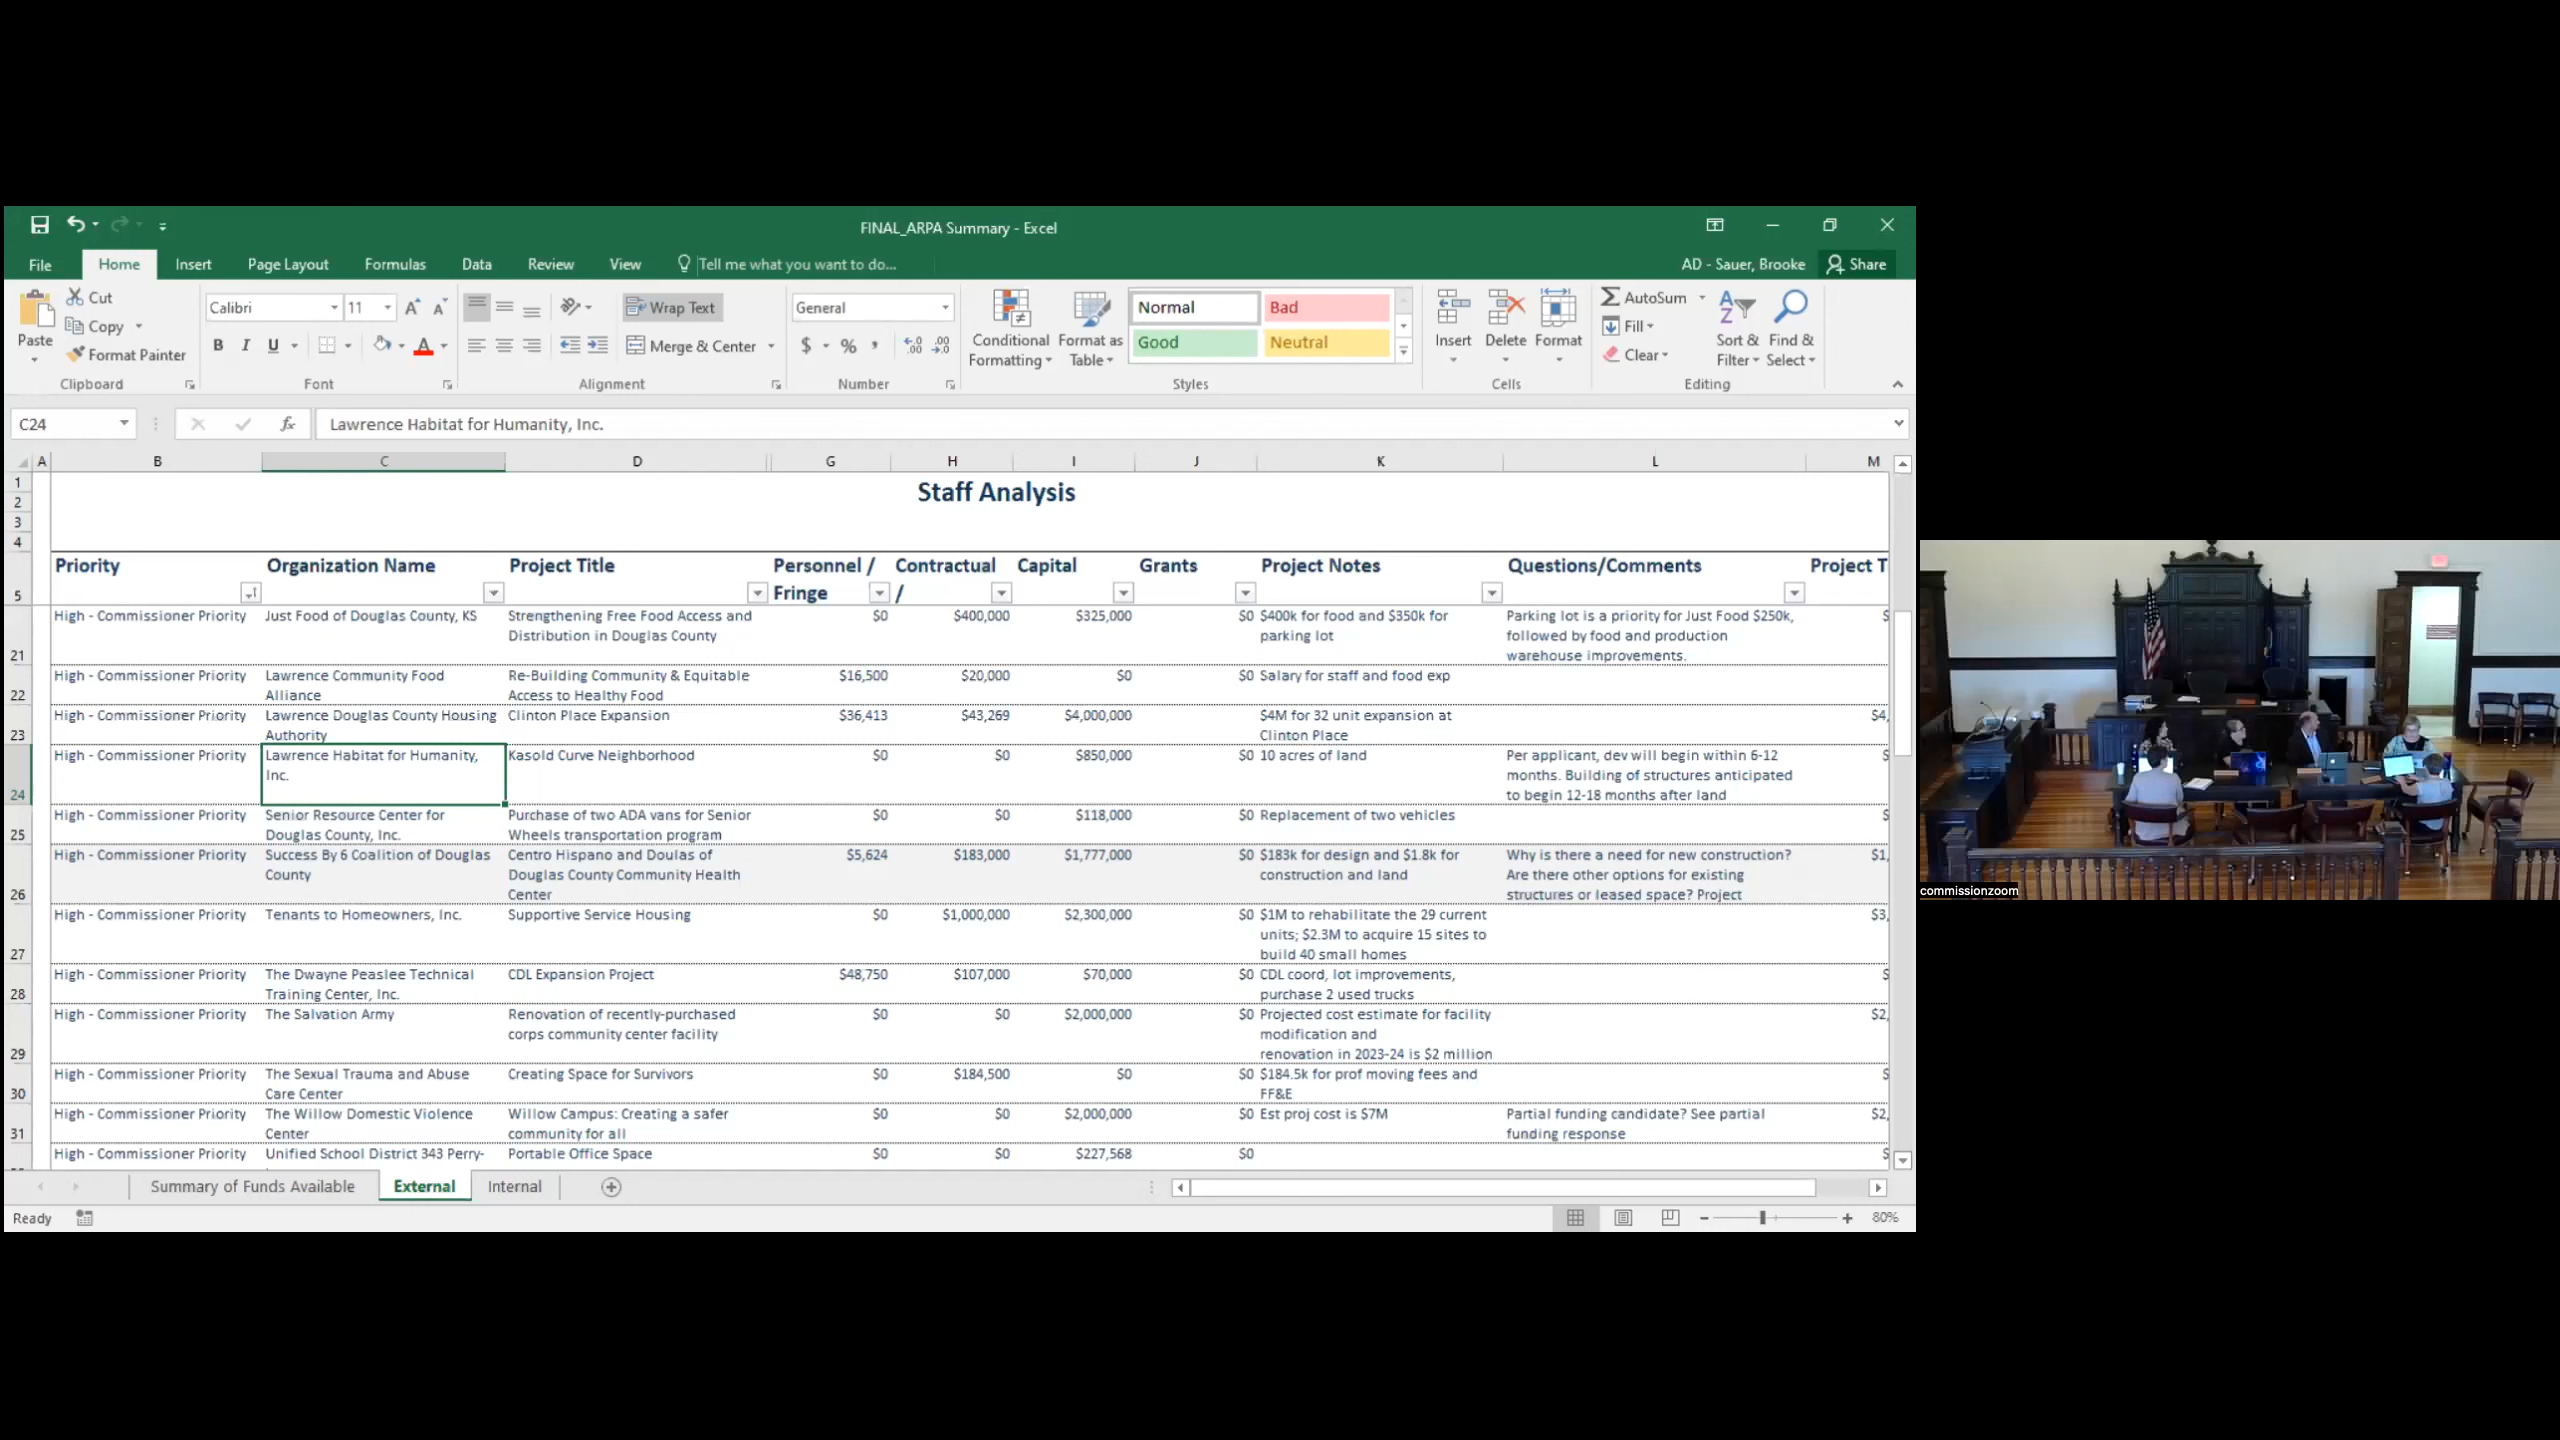 FINAL_ARPA Summary - Excel
File Home Insert Page Layout Formulas Data Review View Tell me what you want to do... AD - Sauer, Brooke Share
Paste
Cut
Copy
Format Painter
Clipboard
Calibri 11
B I U
Font
Wrap Text
Merge & Center
Alignment
General
$ % ,
Number
Conditional Formatting
Format as Table
Normal Bad
Good Neutral
Styles
Insert Delete Format
Cells
AutoSum
Fill
Clear
Sort & Filter
Find & Select
Editing
C24 fx Lawrence Habitat for Humanity, Inc.
A B C D G H I J K L M
1
2
3
4
Staff Analysis
5 Priority Organization Name Project Title Personnel / Fringe Contractual / Capital Grants Project Notes Questions/Comments Project T
21 High - Commissioner Priority Just Food of Douglas County, KS Strengthening Free Food Access and Distribution in Douglas County $0 $400,000 $325,000 $0 $400k for food and $350k for parking lot Parking lot is a priority for Just Food $250k, followed by food and production warehouse improvements. $
22 High - Commissioner Priority Lawrence Community Food Alliance Re-Building Community & Equitable Access to Healthy Food $16,500 $20,000 $0 $0 Salary for staff and food exp
23 High - Commissioner Priority Lawrence Douglas County Housing Authority Clinton Place Expansion $36,413 $43,269 $4,000,000 $4M for 32 unit expansion at Clinton Place $4,
24 High - Commissioner Priority Lawrence Habitat for Humanity, Inc. Kasold Curve Neighborhood $0 $0 $850,000 $0 10 acres of land Per applicant, dev will begin within 6-12 months. Building of structures anticipated to begin 12-18 months after land $
25 High - Commissioner Priority Senior Resource Center for Douglas County, Inc. Purchase of two ADA vans for Senior Wheels transportation program $0 $0 $118,000 $0 Replacement of two vehicles $
26 High - Commissioner Priority Success By 6 Coalition of Douglas County Centro Hispano and Doulas of Douglas County Community Health Center $5,624 $183,000 $1,777,000 $0 $183k for design and $1.8k for construction and land Why is there a need for new construction? Are there other options for existing structures or leased space? Project $1,
27 High - Commissioner Priority Tenants to Homeowners, Inc. Supportive Service Housing $0 $1,000,000 $2,300,000 $0 $1M to rehabilitate the 29 current units; $2.3M to acquire 15 sites to build 40 small homes $3,
28 High - Commissioner Priority The Dwayne Peaslee Technical Training Center, Inc. CDL Expansion Project $48,750 $107,000 $70,000 $0 CDL coord, lot improvements, purchase 2 used trucks $
29 High - Commissioner Priority The Salvation Army Renovation of recently-purchased corps community center facility $0 $0 $2,000,000 $0 Projected cost estimate for facility modification and renovation in 2023-24 is $2 million $2,
30 High - Commissioner Priority The Sexual Trauma and Abuse Care Center Creating Space for Survivors $0 $184,500 $0 $0 $184.5k for prof moving fees and FF&E $
31 High - Commissioner Priority The Willow Domestic Violence Center Willow Campus: Creating a safer community for all $0 $0 $2,000,000 $0 Est proj cost is $7M Partial funding candidate? See partial funding response $2,
High - Commissioner Priority Unified School District 343 Perry- Portable Office Space $0 $0 $227,568 $0 $
Summary of Funds Available External Internal
Ready 80%
commissionzoom